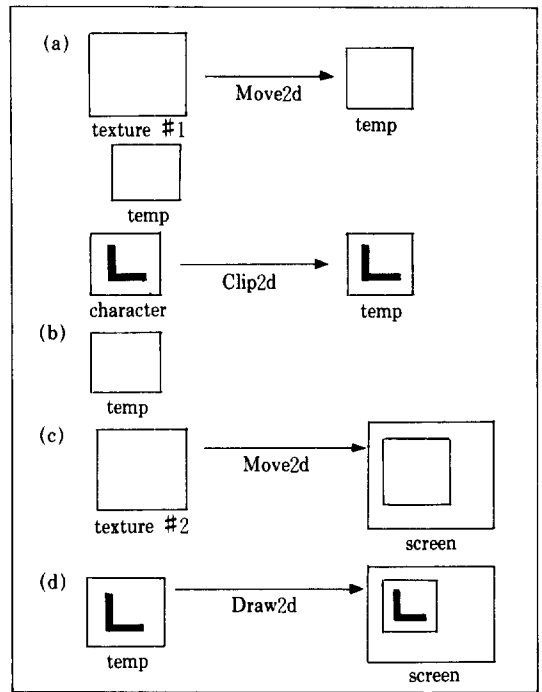 (a)
Move2d
texture #1
temp
temp
Clip2d
character
temp
(b)
temp
(c)
Move2d
texture #2
screen
(d)
Draw2d
temp
screen